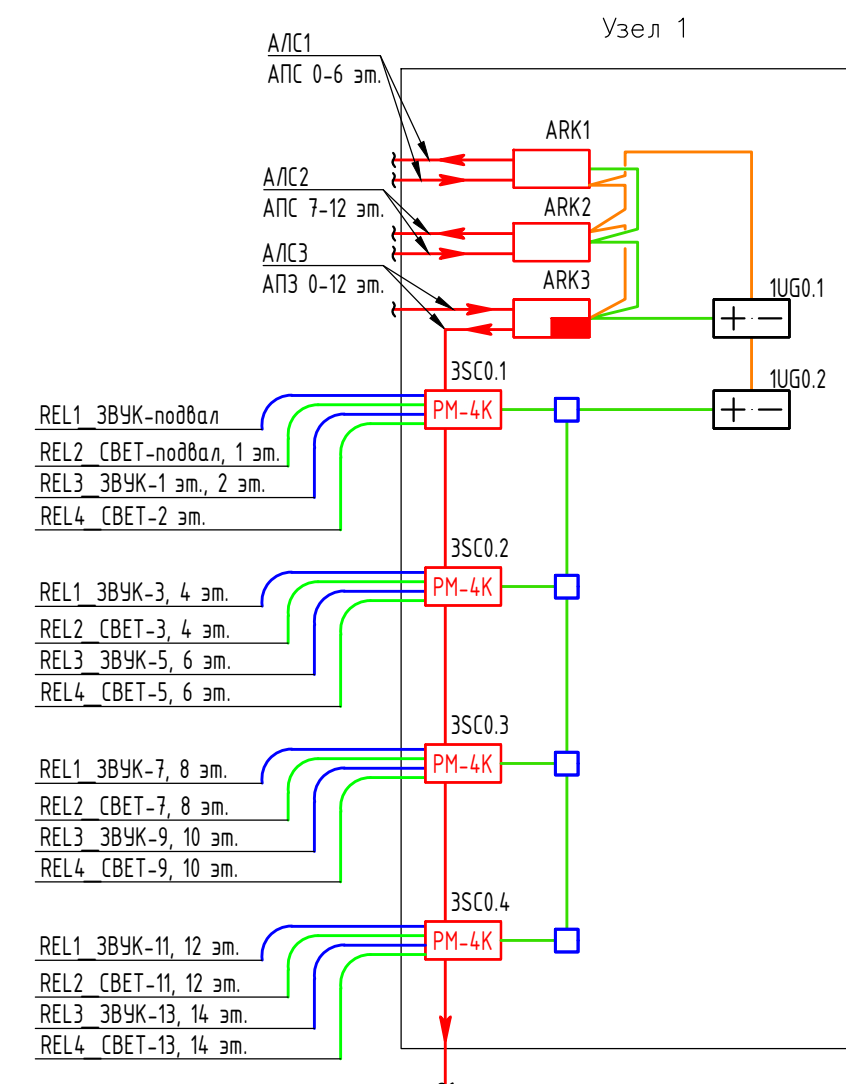 Узел 1
АЛС1
АПС 0-6 эт.
ARK1
АЛС2
АПС 7-12 эт.
ARK2
АЛС3
АПЗ 0-12 эт.
ARK3
1UG0.1
+ · —
3SC0.1
1UG0.2
PM-4K
+ · —
REL1_ЗВУК-подвал
REL2_СВЕТ-подвал, 1 эт.
REL3_ЗВУК-1 эт., 2 эт.
REL4_СВЕТ-2 эт.
3SC0.2
PM-4K
REL1_ЗВУК-3, 4 эт.
REL2_СВЕТ-3, 4 эт.
REL3_ЗВУК-5, 6 эт.
REL4_СВЕТ-5, 6 эт.
3SC0.3
PM-4K
REL1_ЗВУК-7, 8 эт.
REL2_СВЕТ-7, 8 эт.
REL3_ЗВУК-9, 10 эт.
REL4_СВЕТ-9, 10 эт.
3SC0.4
PM-4K
REL1_ЗВУК-11, 12 эт.
REL2_СВЕТ-11, 12 эт.
REL3_ЗВУК-13, 14 эт.
REL4_СВЕТ-13, 14 эт.